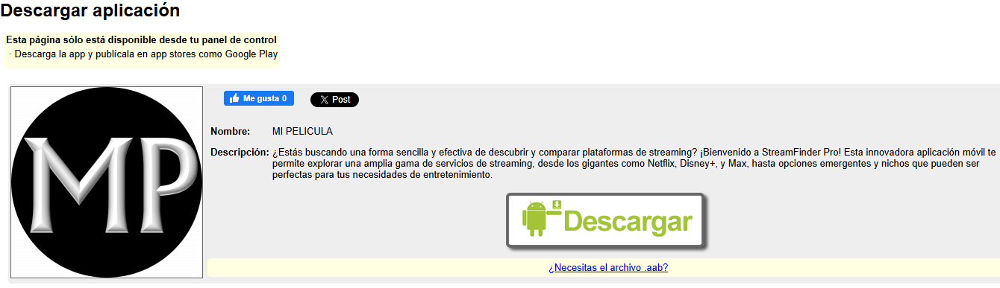 Descargar aplicación
Esta página sólo está disponible desde tu panel de control
· Descarga la app y publícala en app stores como Google Play
MP
Me gusta 0
X Post
Nombre: MI PELICULA
Descripción: ¿Estás buscando una forma sencilla y efectiva de descubrir y comparar plataformas de streaming? ¡Bienvenido a StreamFinder Pro! Esta innovadora aplicación móvil te
permite explorar una amplia gama de servicios de streaming, desde los gigantes como Netflix, Disney+, y Max, hasta opciones emergentes y nichos que pueden ser
perfectas para tus necesidades de entretenimiento.
Descargar
¿Necesitas el archivo .aab?